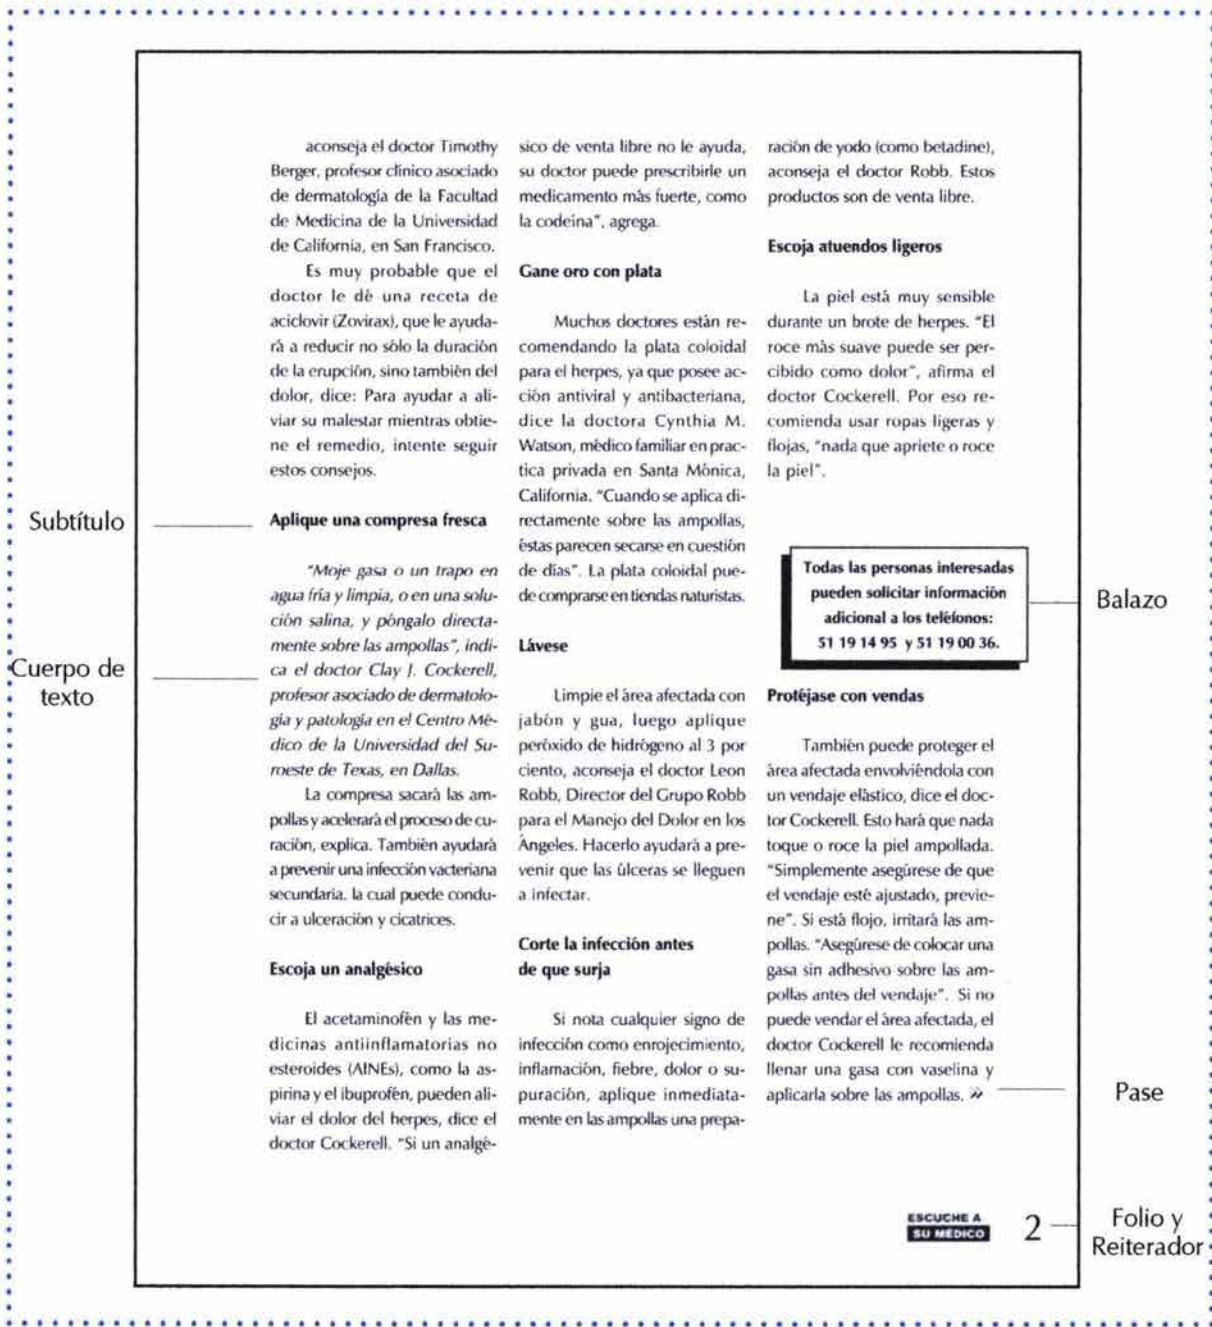 aconseja el doctor Timothy
Berger, profesor clínico asociado
de dermatología de la Facultad
de Medicina de la Universidad
de California, en San Francisco.
Es muy probable que el
doctor le dé una receta de
aciclovir (Zovirax), que le ayuda-
rá a reducir no sólo la duración
de la erupción, sino también del
dolor, dice: Para ayudar a ali-
viar su malestar mientras obtie-
ne el remedio, intente seguir
estos consejos.
Subtítulo
Aplique una compresa fresca
"Moje gasa o un trapo en
agua fría y limpia, o en una solu-
ción salina, y póngalo directa-
mente sobre las ampollas", indi-
ca el doctor Clay J. Cockerell,
profesor asociado de dermatolo-
gía y patología en el Centro Mé-
dico de la Universidad del Su-
roeste de Texas, en Dallas.
Cuerpo de
texto
La compresa sacará las am-
pollas y acelerará el proceso de cu-
ración, explica. También ayudará
a prevenir una infección vacteriana
secundaria, la cual puede condu-
cir a ulceración y cicatrices.
Escoja un analgésico
El acetaminofén y las me-
dicinas antiinflamatorias no
esteroides (AINEs), como la as-
pirina y el ibuprofén, pueden ali-
viar el dolor del herpes, dice el
doctor Cockerell. "Si un analgé-
sico de venta libre no le ayuda,
su doctor puede prescribirle un
medicamento más fuerte, como
la codeína", agrega.
Gane oro con plata
Muchos doctores están re-
comendando la plata coloidal
para el herpes, ya que posee ac-
ción antiviral y antibacteriana,
dice la doctora Cynthia M.
Watson, médico familiar en prac-
tica privada en Santa Mónica,
California. "Cuando se aplica di-
rectamente sobre las ampollas,
éstas parecen secarse en cuestión
de días". La plata coloidal pue-
de comprarse en tiendas naturistas.
Lávese
Limpie el área afectada con
jabón y gua, luego aplique
peróxido de hidrógeno al 3 por
ciento, aconseja el doctor Leon
Robb, Director del Grupo Robb
para el Manejo del Dolor en los
Ángeles. Hacerlo ayudará a pre-
venir que las úlceras se lleguen
a infectar.
Corte la infección antes
de que surja
Si nota cualquier signo de
infección como enrojecimiento,
inflamación, fiebre, dolor o su-
puración, aplique inmediata-
mente en las ampollas una prepa-
ración de yodo (como betadine),
aconseja el doctor Robb. Estos
productos son de venta libre.
Escoja atuendos ligeros
La piel está muy sensible
durante un brote de herpes. "El
roce más suave puede ser per-
cibido como dolor", afirma el
doctor Cockerell. Por eso re-
comienda usar ropas ligeras y
flojas, "nada que apriete o roce
la piel".
Todas las personas interesadas
pueden solicitar información
adicional a los teléfonos:
51 19 14 95 y 51 19 00 36.
Balazo
Protéjase con vendas
También puede proteger el
área afectada envolviéndola con
un vendaje elástico, dice el doc-
tor Cockerell. Esto hará que nada
toque o roce la piel ampollada.
"Simplemente asegúrese de que
el vendaje esté ajustado, previe-
ne". Si está flojo, irritará las am-
pollas. "Asegúrese de colocar una
gasa sin adhesivo sobre las am-
pollas antes del vendaje". Si no
puede vendar el área afectada, el
doctor Cockerell le recomienda
llenar una gasa con vaselina y
aplicarla sobre las ampollas. »
Pase
ESCUCHE A
SU MEDICO
2
Folio y
Reiterador